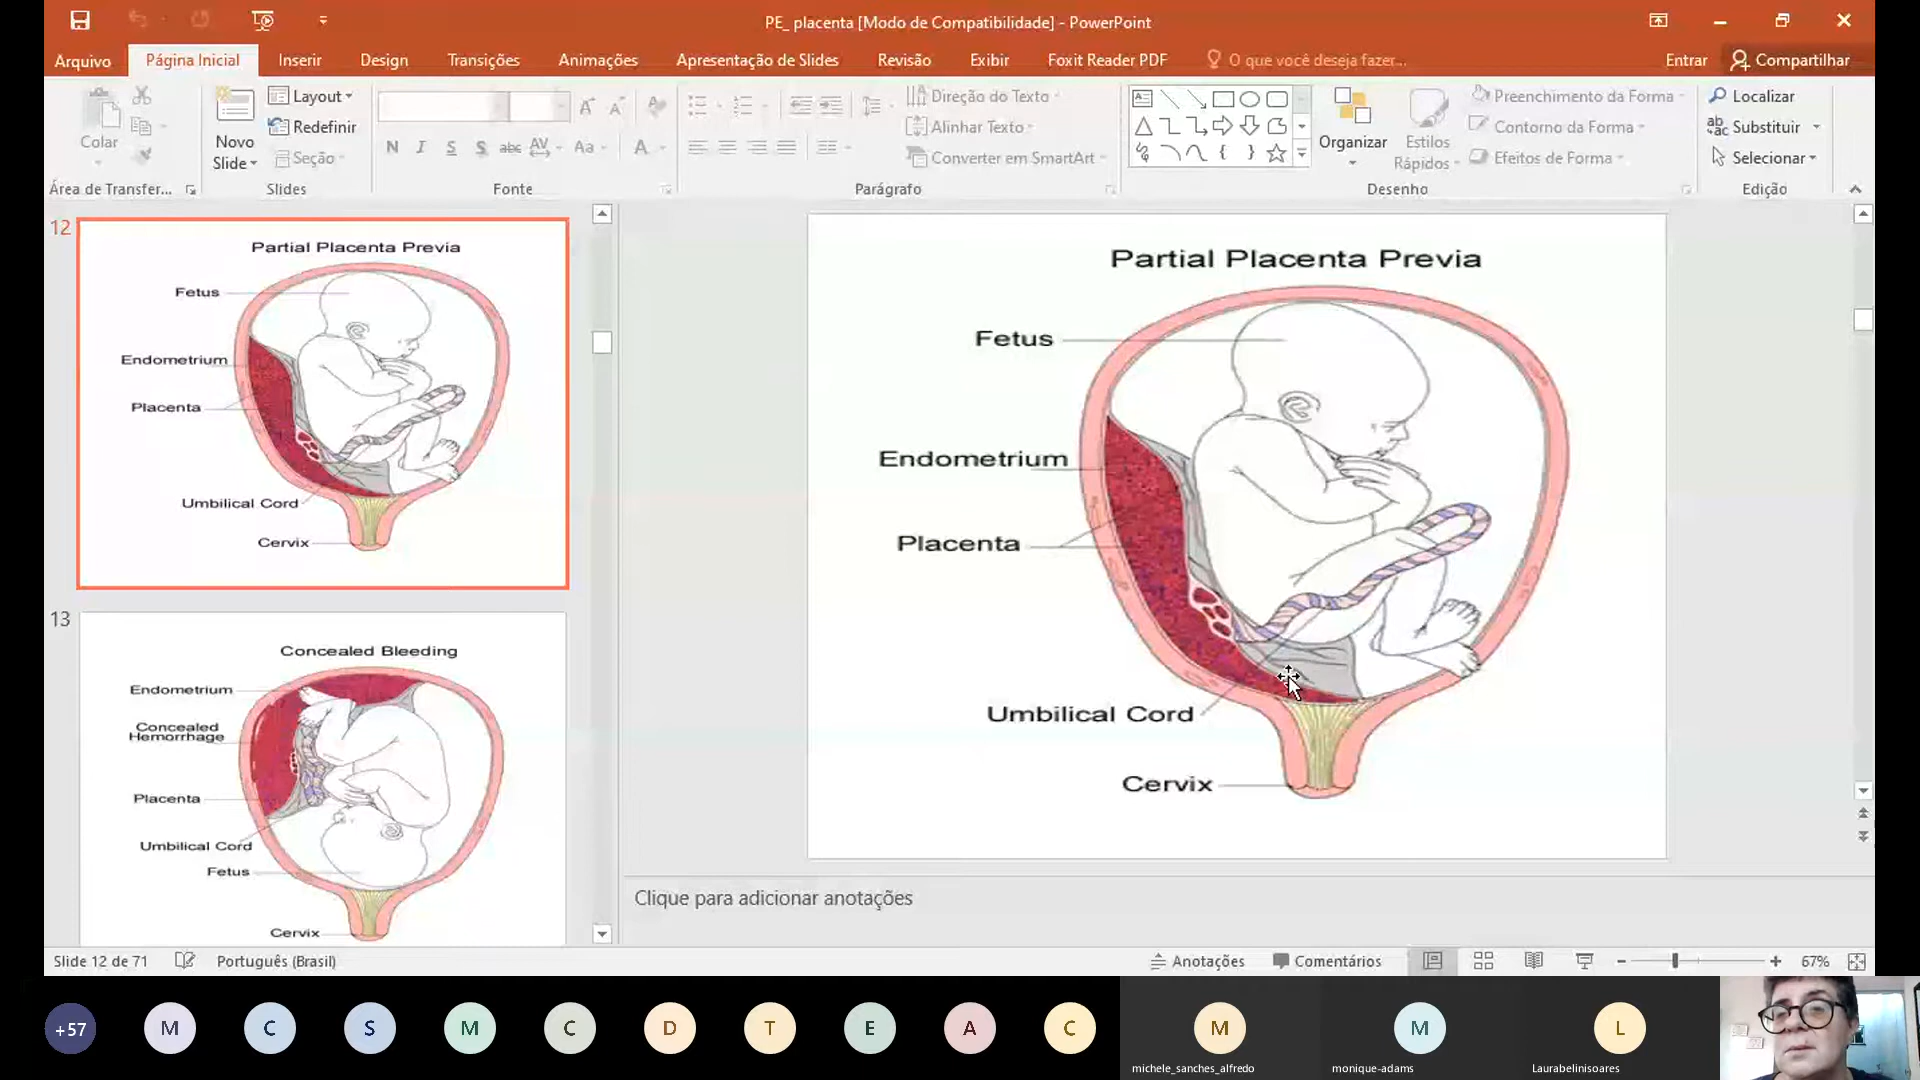 PE_ placenta [Modo de Compatibilidade] - PowerPoint
Arquivo Página Inicial Inserir Design Transições Animações Apresentação de Slides Revisão Exibir Foxit Reader PDF O que você deseja fazer... Entrar Compartilhar
Colar
Novo Slide
Layout
Redefinir
Seção
N I S S abc AV Aa A
Direção do Texto
Alinhar Texto
Converter em SmartArt
Organizar
Estilos Rápidos
Preenchimento da Forma
Contorno da Forma
Efeitos de Forma
Localizar
Substituir
Selecionar
Área de Transfer... Slides Fonte Parágrafo Desenho Edição
12
Partial Placenta Previa
Fetus
Endometrium
Placenta
Umbilical Cord
Cervix
13
Concealed Bleeding
Endometrium
Concealed
Hemorrhage
Placenta
Umbilical Cord
Fetus
Cervix
Partial Placenta Previa
Fetus
Endometrium
Placenta
Umbilical Cord
Cervix
Clique para adicionar anotações
Slide 12 de 71 Português (Brasil) Anotações Comentários 67%
+57 M C S M C D T E A C M M L
michele_sanches_alfredo monique-adams Laurabelinisoares